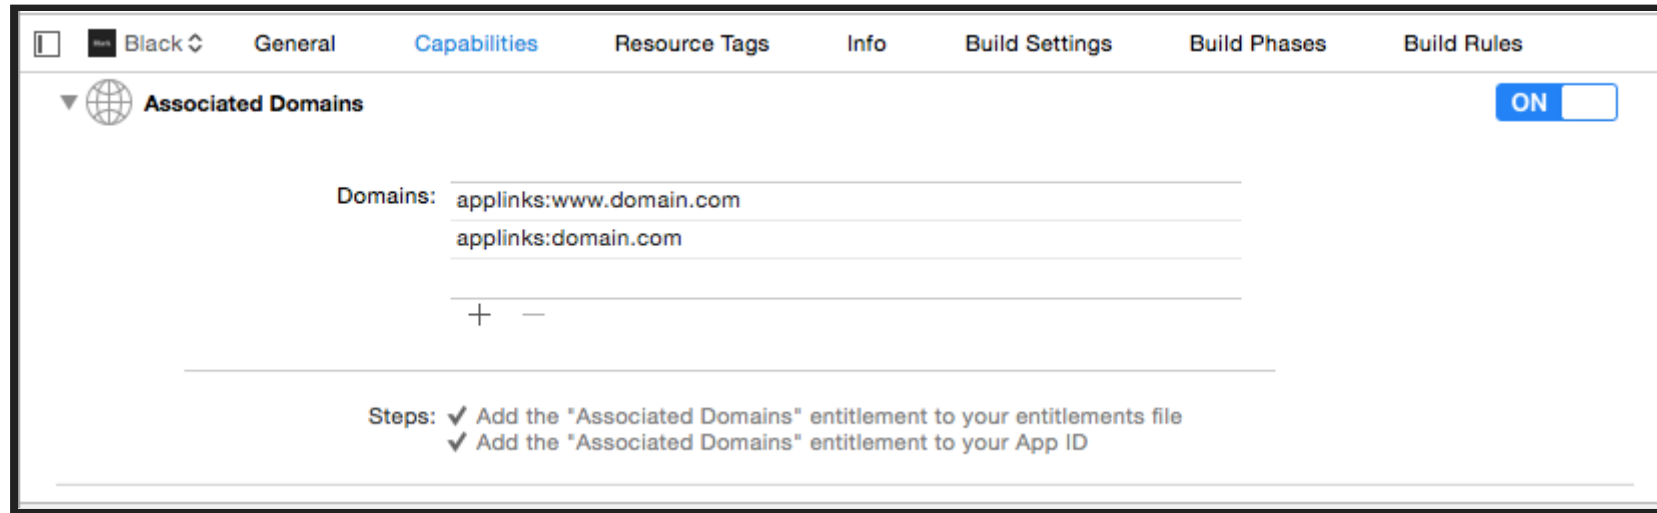 Black General Capabilities Resource Tags Info Build Settings Build Phases Build Rules
Associated Domains ON
Domains: applinks:www.domain.com
applinks:domain.com
Steps: ✓ Add the "Associated Domains" entitlement to your entitlements file
✓ Add the "Associated Domains" entitlement to your App ID